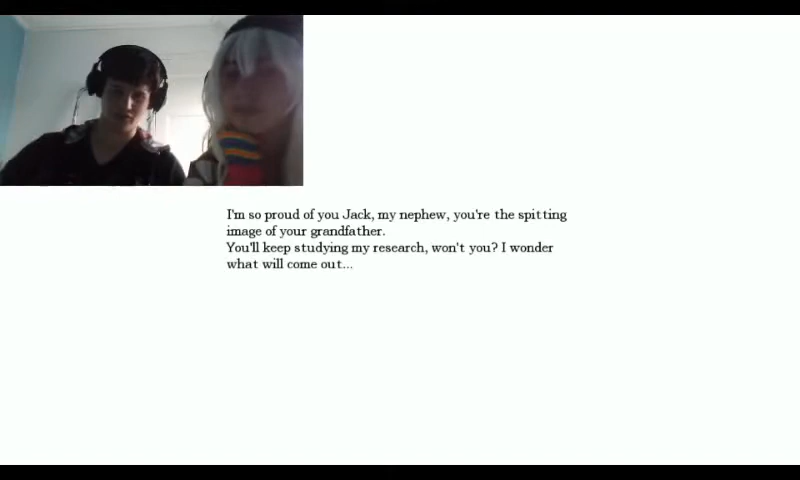 I'm so proud of you Jack, my nephew, you're the spitting
image of your grandfather.
You'll keep studying my research, won't you? I wonder
what will come out...